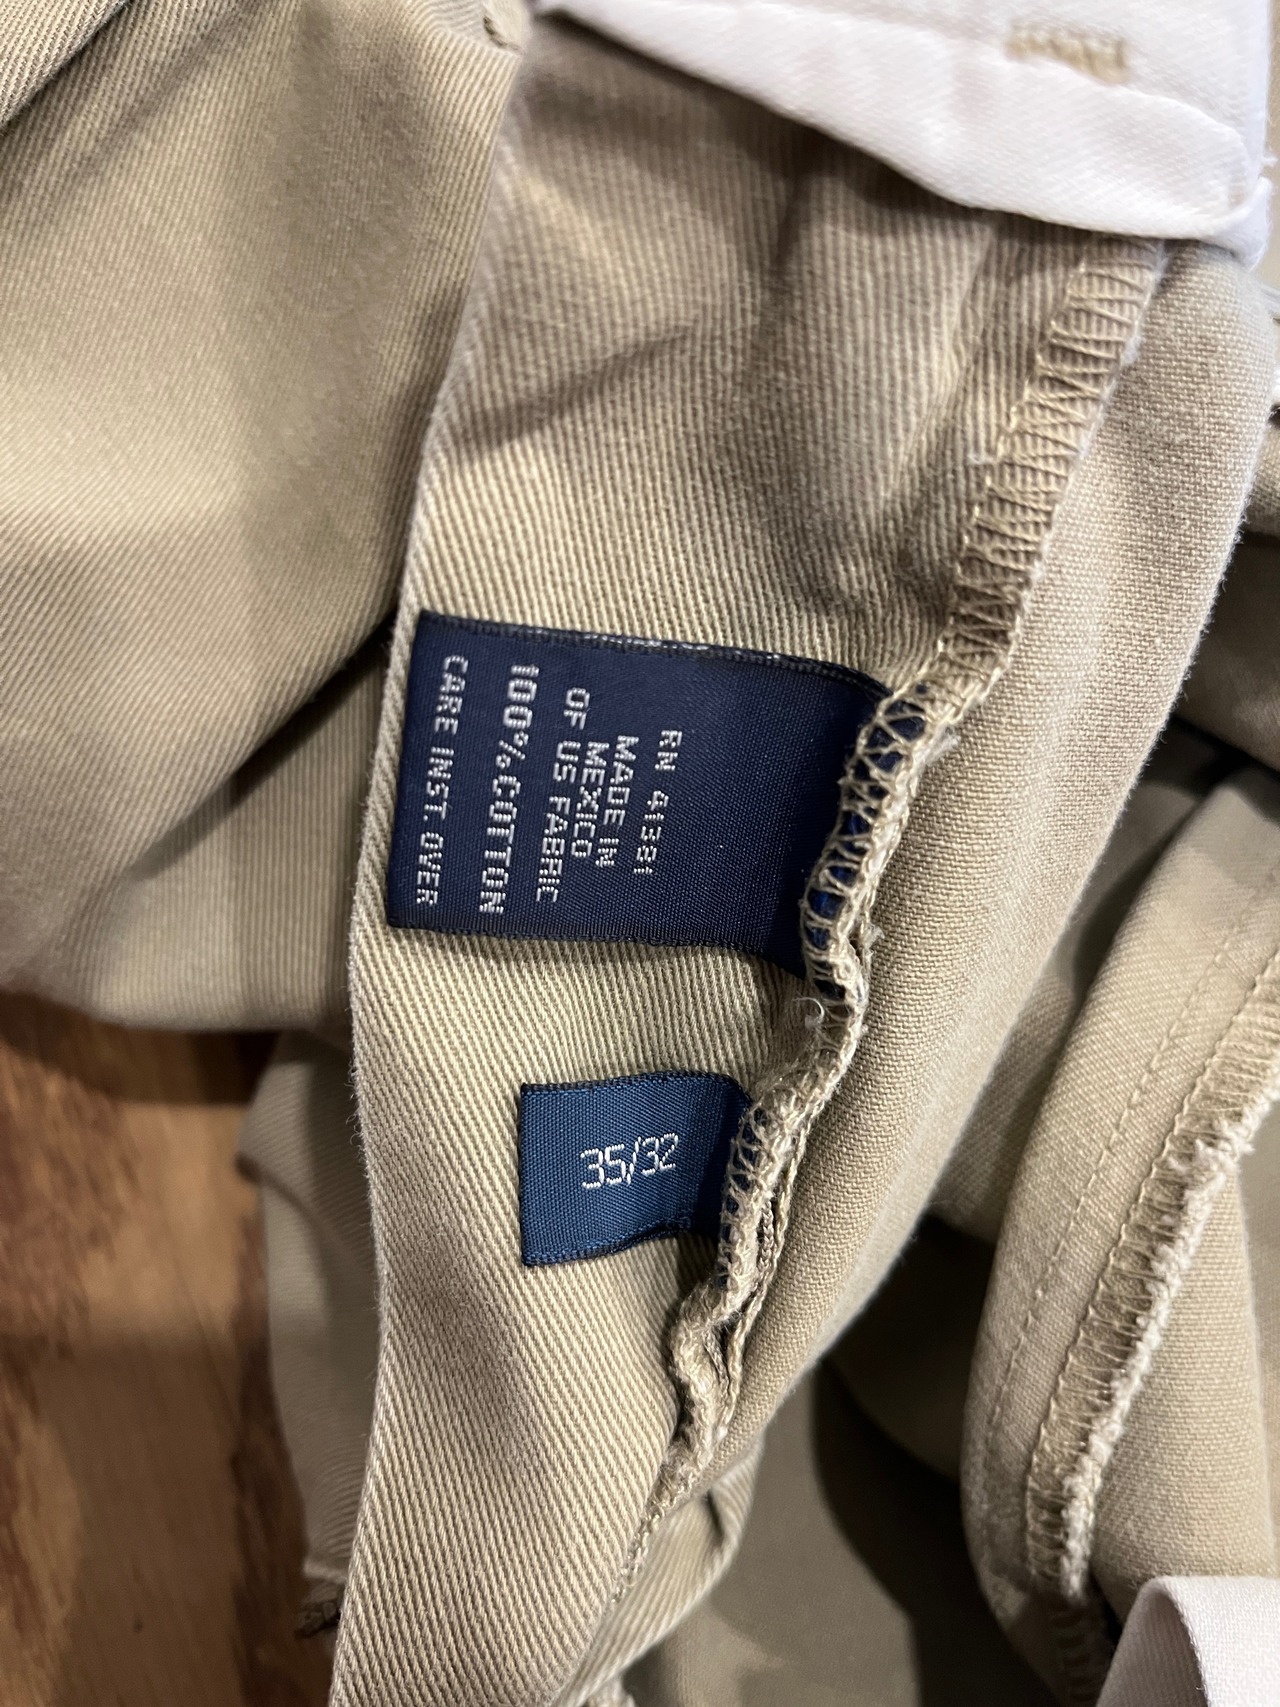 RN 41381
MADE IN
MEXICO
OF US FABRIC
100% COTTON
CARE INST. OVER
35/32